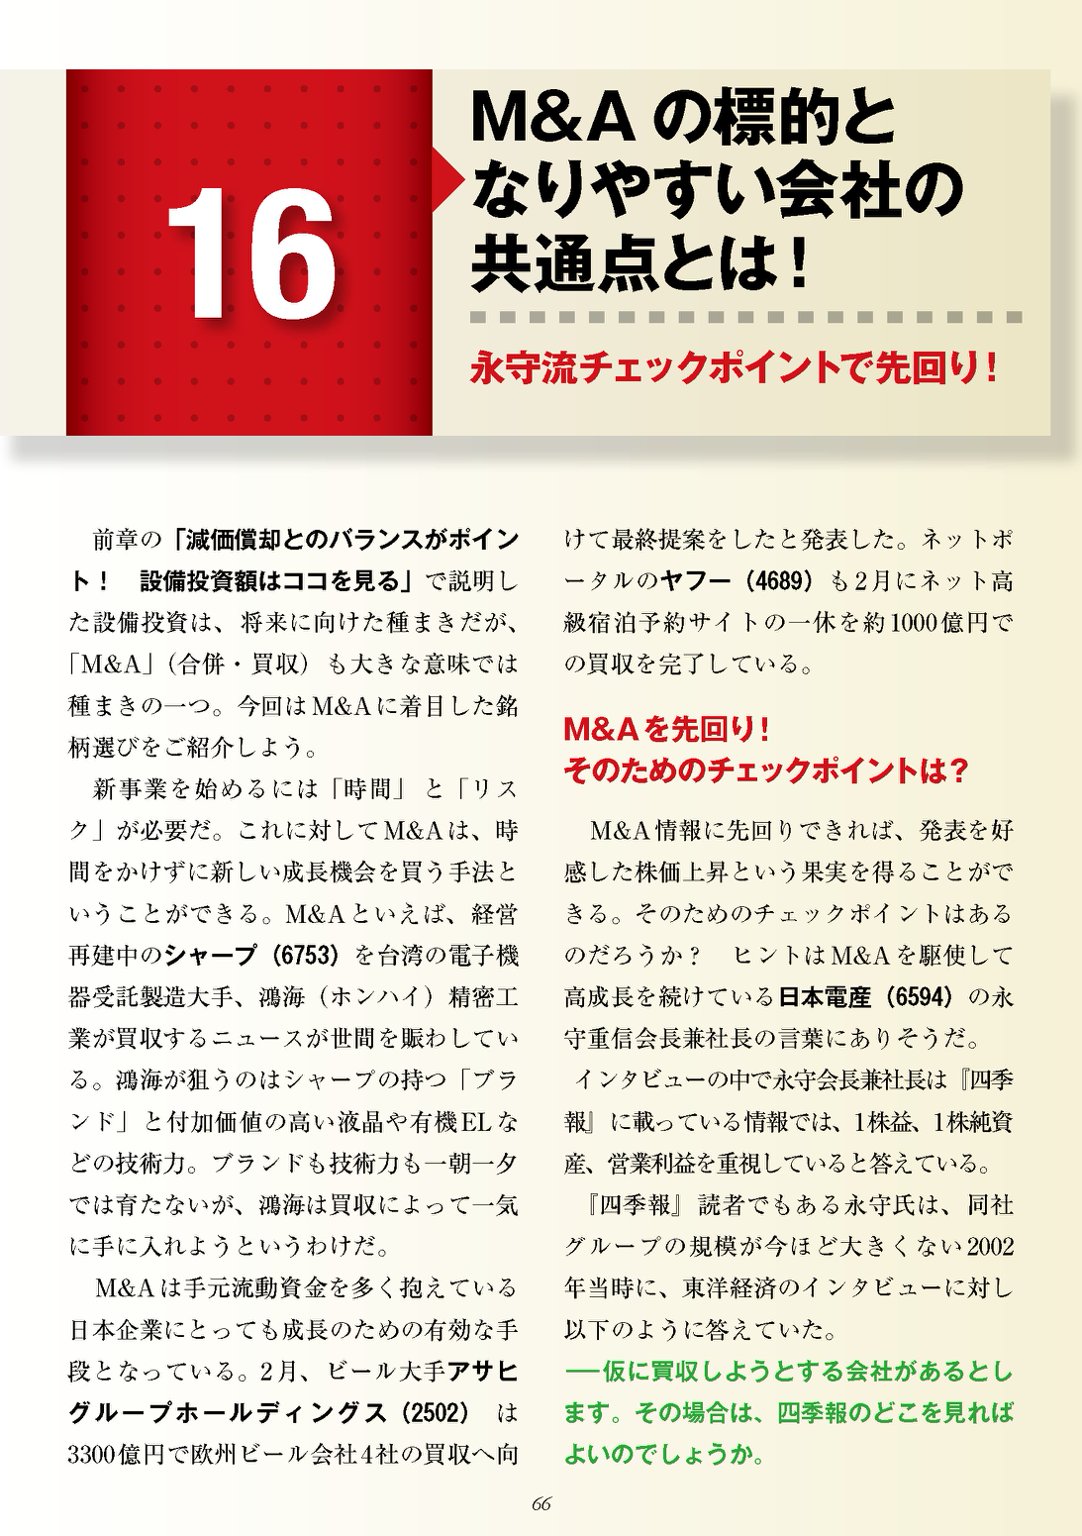 16
M&Aの標的と
なりやすい会社の
共通点とは！
永守流チェックポイントで先回り！
前章の「減価償却とのバランスがポイン
ト！　設備投資額はココを見る」で説明し
た設備投資は、将来に向けた種まきだが、
「M&A」（合併・買収）も大きな意味では
種まきの一つ。今回はM&Aに着目した銘
柄選びをご紹介しよう。
新事業を始めるには「時間」と「リス
ク」が必要だ。これに対してM&Aは、時
間をかけずに新しい成長機会を買う手法と
いうことができる。M&Aといえば、経営
再建中のシャープ（6753）を台湾の電子機
器受託製造大手、鴻海（ホンハイ）精密工
業が買収するニュースが世間を賑わしてい
る。鴻海が狙うのはシャープの持つ「ブラ
ンド」と付加価値の高い液晶や有機ELな
どの技術力。ブランドも技術力も一朝一夕
では育たないが、鴻海は買収によって一気
に手に入れようというわけだ。
M&Aは手元流動資金を多く抱えている
日本企業にとっても成長のための有効な手
段となっている。2月、ビール大手アサヒ
グループホールディングス（2502）は
3300億円で欧州ビール会社4社の買収へ向
けて最終提案をしたと発表した。ネットポ
ータルのヤフー（4689）も2月にネット高
級宿泊予約サイトの一休を約1000億円で
の買収を完了している。
M&Aを先回り！
そのためのチェックポイントは？
M&A情報に先回りできれば、発表を好
感した株価上昇という果実を得ることがで
きる。そのためのチェックポイントはある
のだろうか？　ヒントはM&Aを駆使して
高成長を続けている日本電産（6594）の永
守重信会長兼社長の言葉にありそうだ。
インタビューの中で永守会長兼社長は『四季
報』に載っている情報では、1株益、1株純資
産、営業利益を重視していると答えている。
『四季報』読者でもある永守氏は、同社
グループの規模が今ほど大きくない2002
年当時に、東洋経済のインタビューに対し
以下のように答えていた。
──仮に買収しようとする会社があるとし
ます。その場合は、四季報のどこを見れば
よいのでしょうか。
66